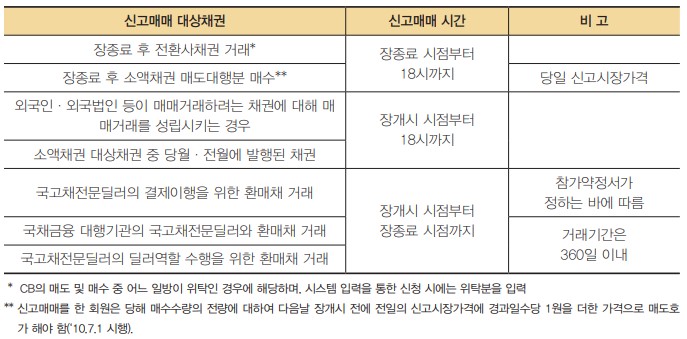 신고매매 대상채권 신고매매 시간 비 고
장종료 후 전환사채권 거래*
장종료 시점부터
18시까지
장종료 후 소액채권 매도대행분 매수**
당일 신고시장가격
외국인·외국법인 등이 매매거래하려는 채권에 대해 매
매거래를 성립시키는 경우
장개시 시점부터
18시까지
소액채권 대상채권 중 당월·전월에 발행된 채권
국고채전문딜러의 결제이행을 위한 환매채 거래
장개시 시점부터
장종료 시점까지
참가약정서가
정하는 바에 따름
국채금융 대행기관의 국고채전문딜러와 환매채 거래
거래기간은
360일 이내
국고채전문딜러의 딜러역할 수행을 위한 환매채 거래
* CB의 매도 및 매수 중 어느 일방이 위탁인 경우에 해당하며, 시스템 입력을 통한 신청 시에는 위탁분을 입력
** 신고매매를 한 회원은 당해 매수수량의 전량에 대하여 다음날 장개시 전에 전일의 신고시장가격에 경과일수당 1원을 더한 가격으로 매도호
가 해야 함('10.7.1 시행).